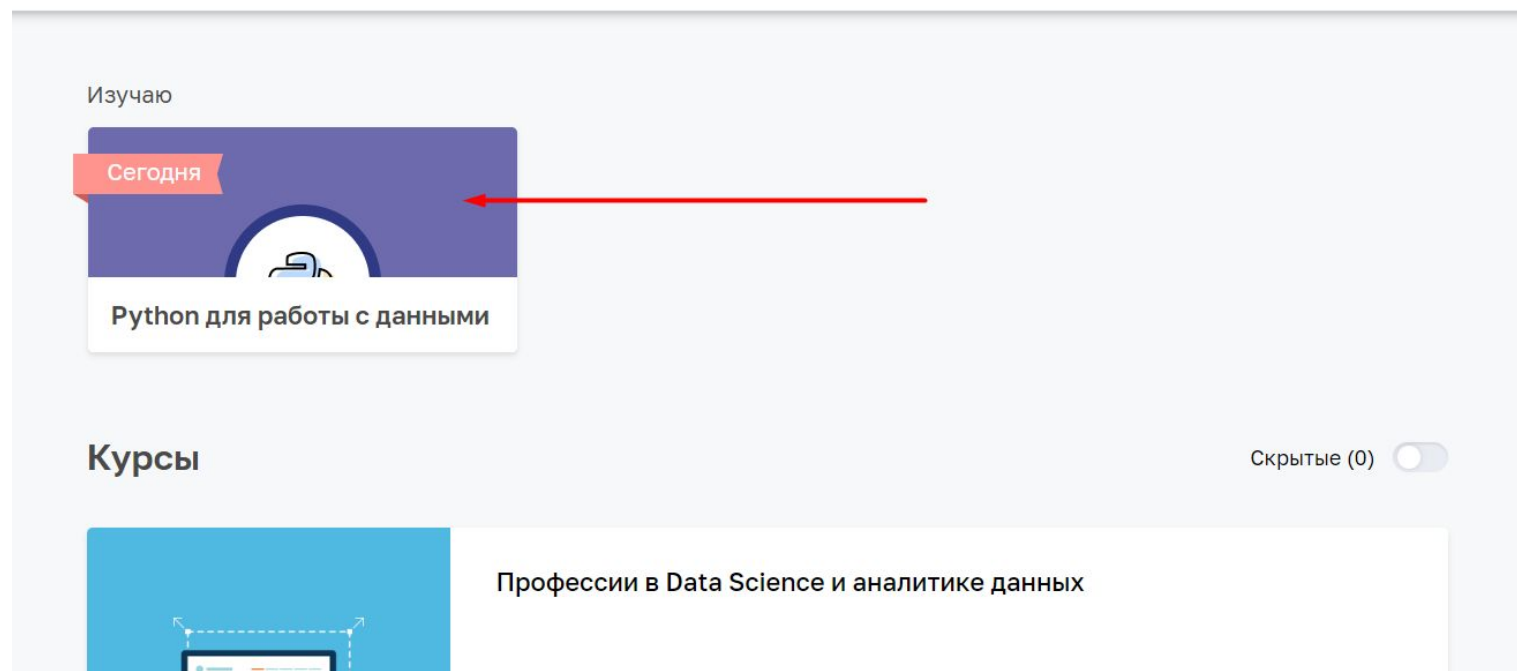 Изучаю
Сегодня
Python для работы с данными
Курсы
Скрытые (0)
Профессии в Data Science и аналитике данных